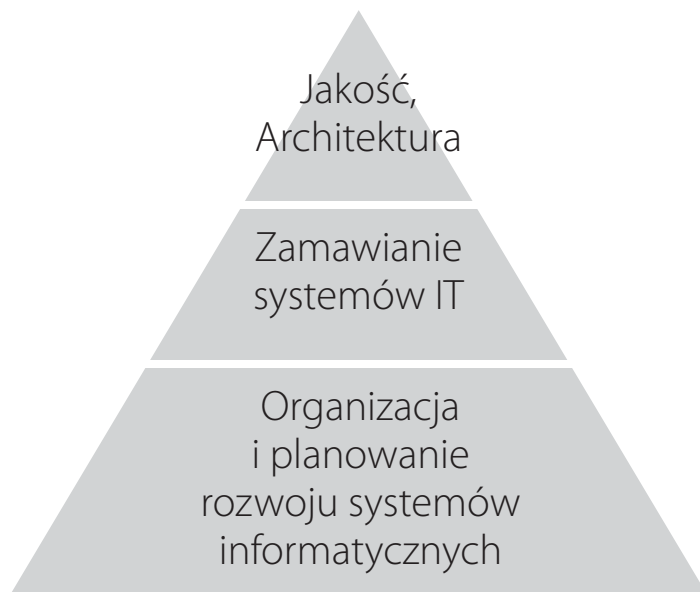 Jakość,
Architektura
Zamawianie
systemów IT
Organizacja
i planowanie
rozwoju systemów
informatycznych